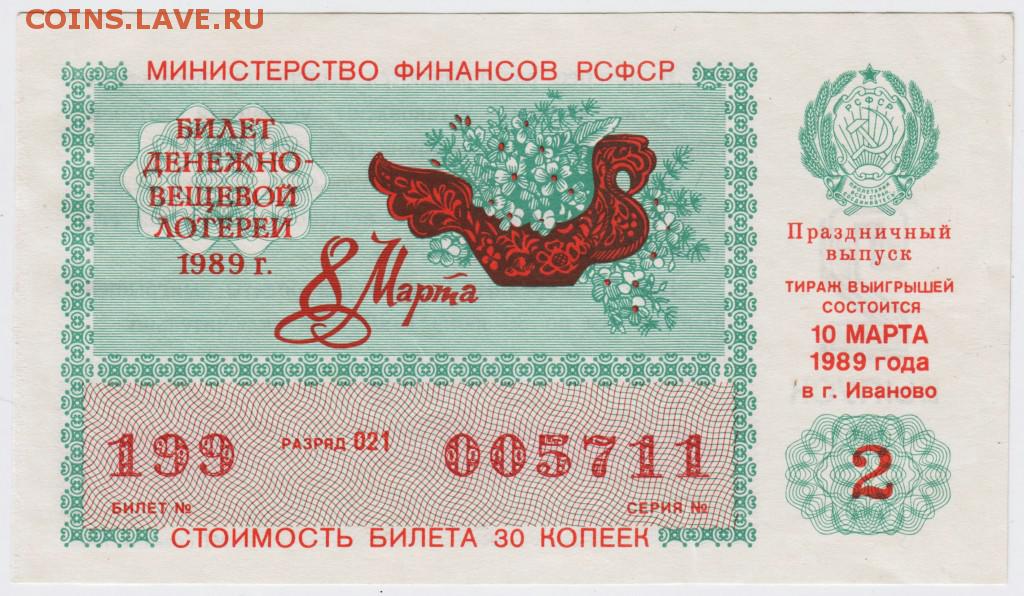 COINS.LAVE.RU
МИНИСТЕРСТВО ФИНАНСОВ РСФСР
БИЛЕТ
ДЕНЕЖНО-
ВЕЩЕВОЙ
ЛОТЕРЕИ
1989 г.
8 Марта
РСФСР
Праздничный
выпуск
ТИРАЖ ВЫИГРЫШЕЙ
СОСТОИТСЯ
10 МАРТА
1989 года
в г. Иваново
2
199
РАЗРЯД 021
005711
БИЛЕТ №
СЕРИЯ №
СТОИМОСТЬ БИЛЕТА 30 КОПЕЕК